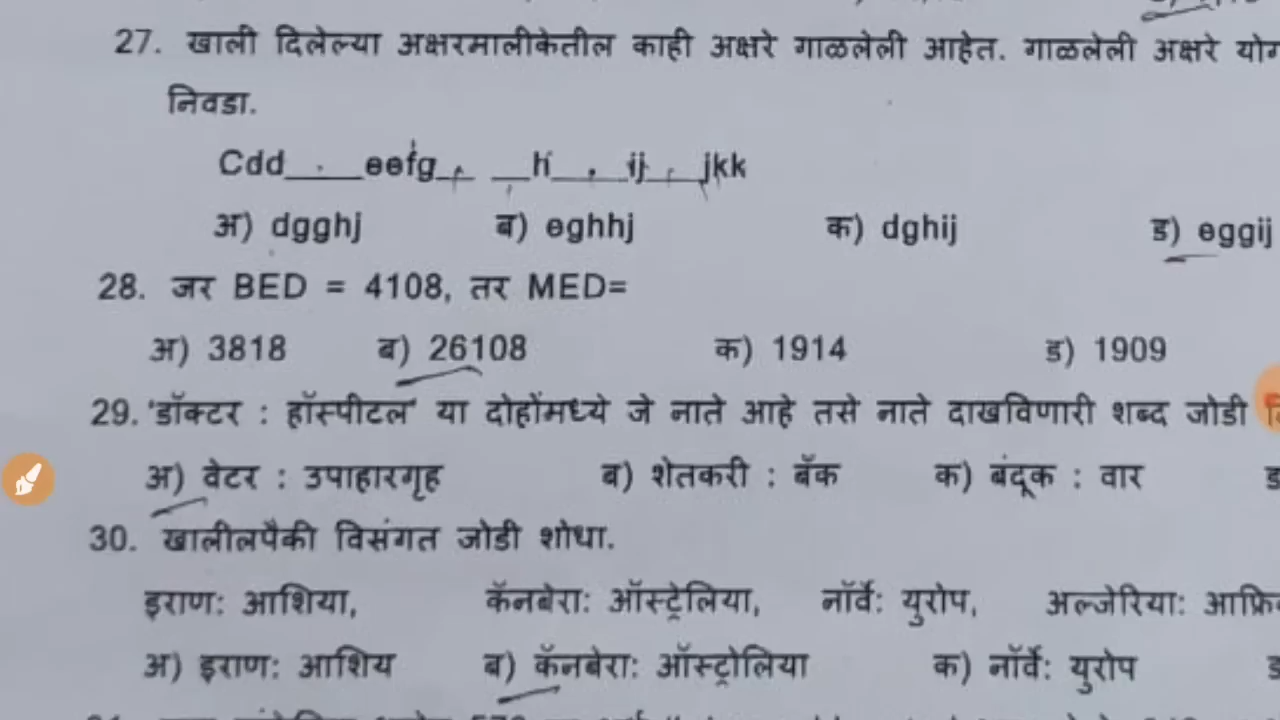 27. खाली दिलेल्या अक्षरमालीकेतील काही अक्षरे गाळलेली आहेत. गाळलेली अक्षरे
निवडा.
Cdd____eefg__ __h____ij____jkk
अ) dgghj ब) eghhj क) dghij ड) eggij
28. जर BED = 4108, तर MED=
अ) 3818 ब) 26108 क) 1914 ड) 1909
29. 'डॉक्टर : हॉस्पीटल' या दोहोंमध्ये जे नाते आहे तसे नाते दाखविणारी शब्द जोडी
अ) वेटर : उपाहारगृह ब) शेतकरी : बॅक क) बंदूक : वार
30. खालीलपैकी विसंगत जोडी शोधा.
इराण: आशिया, कॅनबेरा: ऑस्ट्रेलिया, नॉर्वे: युरोप, अल्जेरिया:
अ) इराण: आशिय ब) कॅनबेरा: ऑस्ट्रोलिया क) नॉर्वे: युरोप